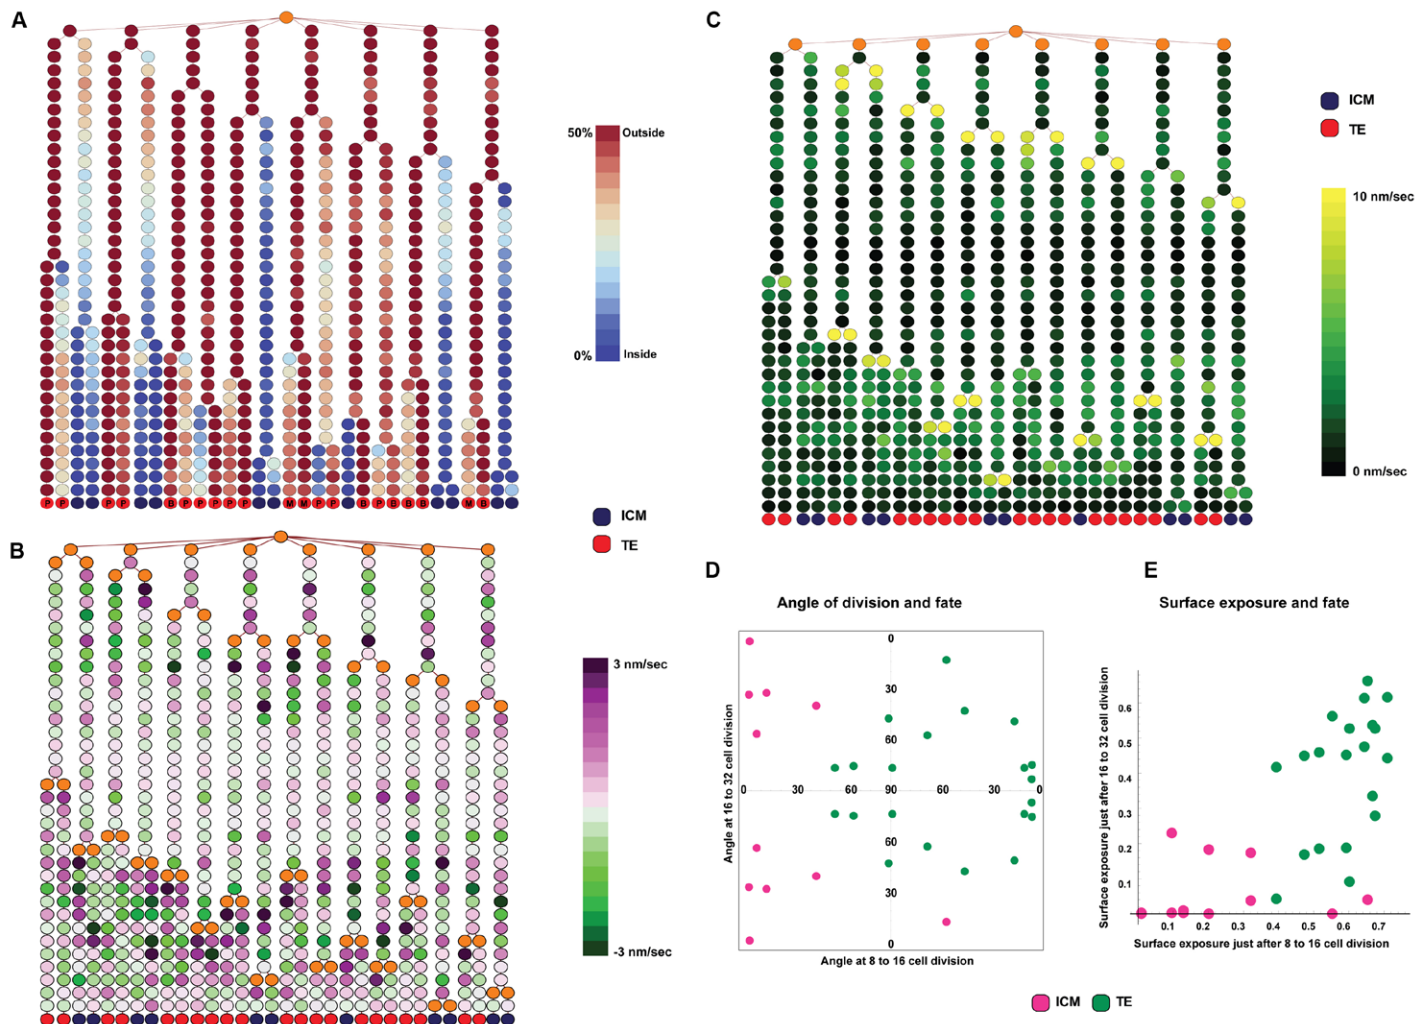 A
50%
Outside
0%
Inside
P P P P B P P P P P M M P P B P B B B M B
ICM
TE
B
3 nm/sec
-3 nm/sec
C
ICM
TE
10 nm/sec
0 nm/sec
D
Angle of division and fate
0
30
60
0 30 60 90 60 30 0
60
30
0
Angle at 16 to 32 cell division
Angle at 8 to 16 cell division
E
Surface exposure and fate
0.6
0.5
0.4
0.3
0.2
0.1
0.1 0.2 0.3 0.4 0.5 0.6 0.7
Surface exposure just after 16 to 32 cell division
Surface exposure just after 8 to 16 cell division
ICM TE